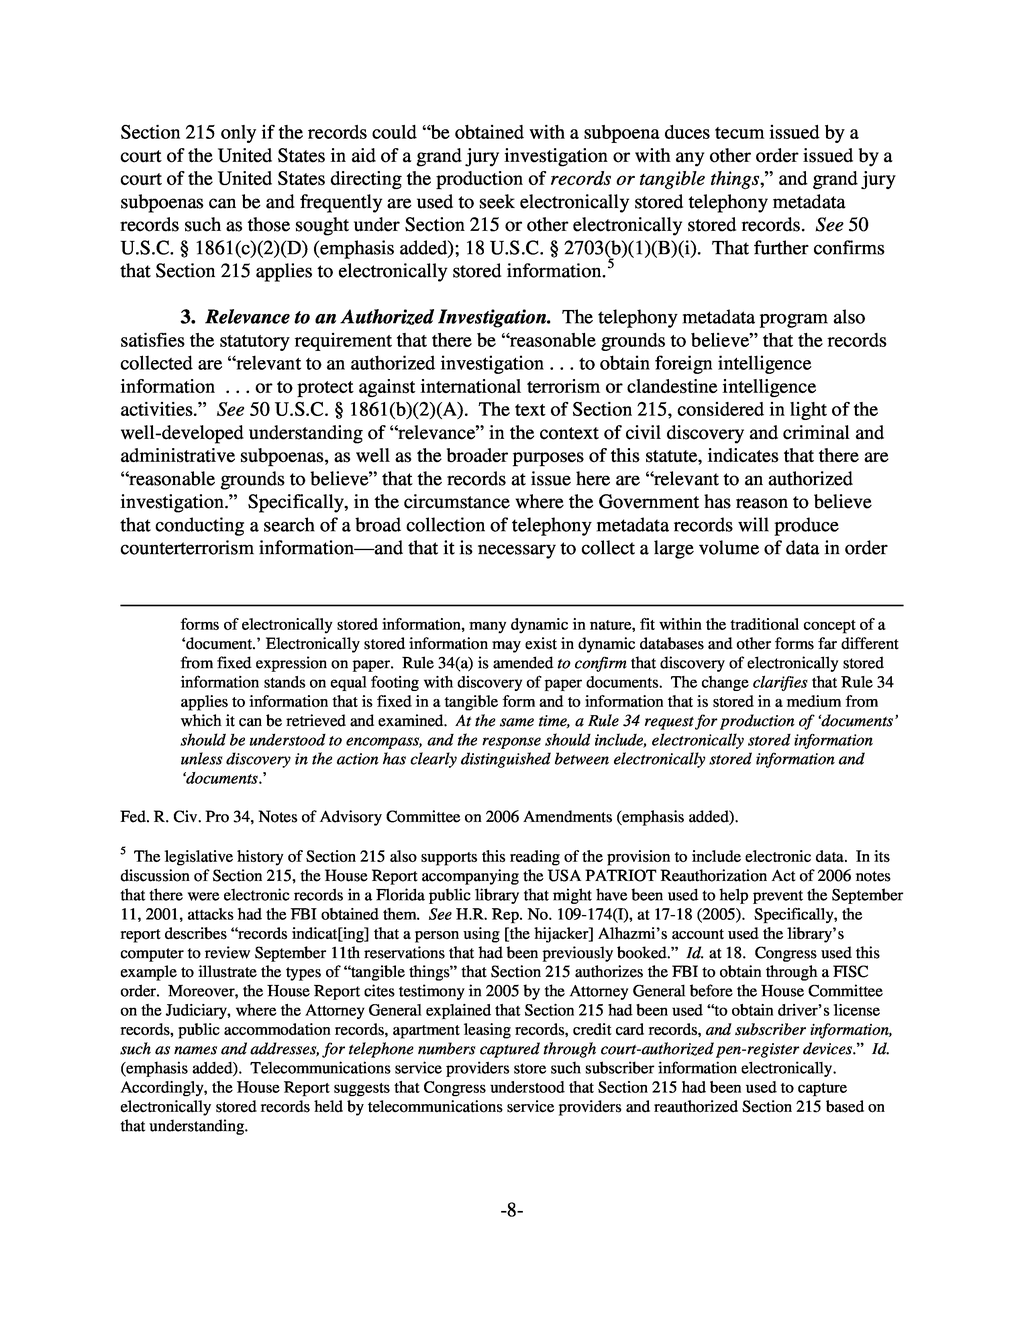 Section 215 only if the records could “be obtained with a subpoena duces tecum issued by a
court of the United States in aid of a grand jury investigation or with any other order issued by a
court of the United States directing the production of records or tangible things,” and grand jury
subpoenas can be and frequently are used to seek electronically stored telephony metadata
records such as those sought under Section 215 or other electronically stored records. See 50
U.S.C. § 1861(c)(2)(D) (emphasis added); 18 U.S.C. § 2703(b)(1)(B)(i). That further confirms
that Section 215 applies to electronically stored information.5
3. Relevance to an Authorized Investigation. The telephony metadata program also
satisfies the statutory requirement that there be “reasonable grounds to believe” that the records
collected are “relevant to an authorized investigation . . . to obtain foreign intelligence
information . . . or to protect against international terrorism or clandestine intelligence
activities.” See 50 U.S.C. § 1861(b)(2)(A). The text of Section 215, considered in light of the
well-developed understanding of “relevance” in the context of civil discovery and criminal and
administrative subpoenas, as well as the broader purposes of this statute, indicates that there are
“reasonable grounds to believe” that the records at issue here are “relevant to an authorized
investigation.” Specifically, in the circumstance where the Government has reason to believe
that conducting a search of a broad collection of telephony metadata records will produce
counterterrorism information—and that it is necessary to collect a large volume of data in order
forms of electronically stored information, many dynamic in nature, fit within the traditional concept of a
‘document.’ Electronically stored information may exist in dynamic databases and other forms far different
from fixed expression on paper. Rule 34(a) is amended to confirm that discovery of electronically stored
information stands on equal footing with discovery of paper documents. The change clarifies that Rule 34
applies to information that is fixed in a tangible form and to information that is stored in a medium from
which it can be retrieved and examined. At the same time, a Rule 34 request for production of ‘documents’
should be understood to encompass, and the response should include, electronically stored information
unless discovery in the action has clearly distinguished between electronically stored information and
‘documents.’
Fed. R. Civ. Pro 34, Notes of Advisory Committee on 2006 Amendments (emphasis added).
5 The legislative history of Section 215 also supports this reading of the provision to include electronic data. In its
discussion of Section 215, the House Report accompanying the USA PATRIOT Reauthorization Act of 2006 notes
that there were electronic records in a Florida public library that might have been used to help prevent the September
11, 2001, attacks had the FBI obtained them. See H.R. Rep. No. 109-174(I), at 17-18 (2005). Specifically, the
report describes “records indicat[ing] that a person using [the hijacker] Alhazmi’s account used the library’s
computer to review September 11th reservations that had been previously booked.” Id. at 18. Congress used this
example to illustrate the types of “tangible things” that Section 215 authorizes the FBI to obtain through a FISC
order. Moreover, the House Report cites testimony in 2005 by the Attorney General before the House Committee
on the Judiciary, where the Attorney General explained that Section 215 had been used “to obtain driver’s license
records, public accommodation records, apartment leasing records, credit card records, and subscriber information,
such as names and addresses, for telephone numbers captured through court-authorized pen-register devices.” Id.
(emphasis added). Telecommunications service providers store such subscriber information electronically.
Accordingly, the House Report suggests that Congress understood that Section 215 had been used to capture
electronically stored records held by telecommunications service providers and reauthorized Section 215 based on
that understanding.
-8-